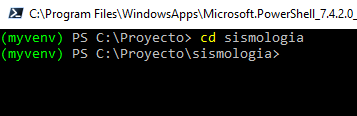 C:\Program Files\WindowsApps\Microsoft.PowerShell_7.4.2.0_
(myvenv) PS C:\Proyecto> cd sismologia
(myvenv) PS C:\Proyecto\sismologia>